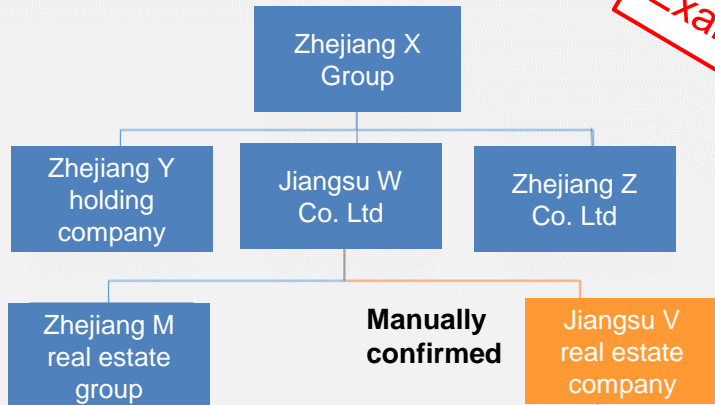 Zhejiang X
Group
Zhejiang Y
holding
company
Jiangsu W
Co. Ltd
Zhejiang Z
Co. Ltd
Zhejiang M
real estate
group
Manually
confirmed
Jiangsu V
real estate
company